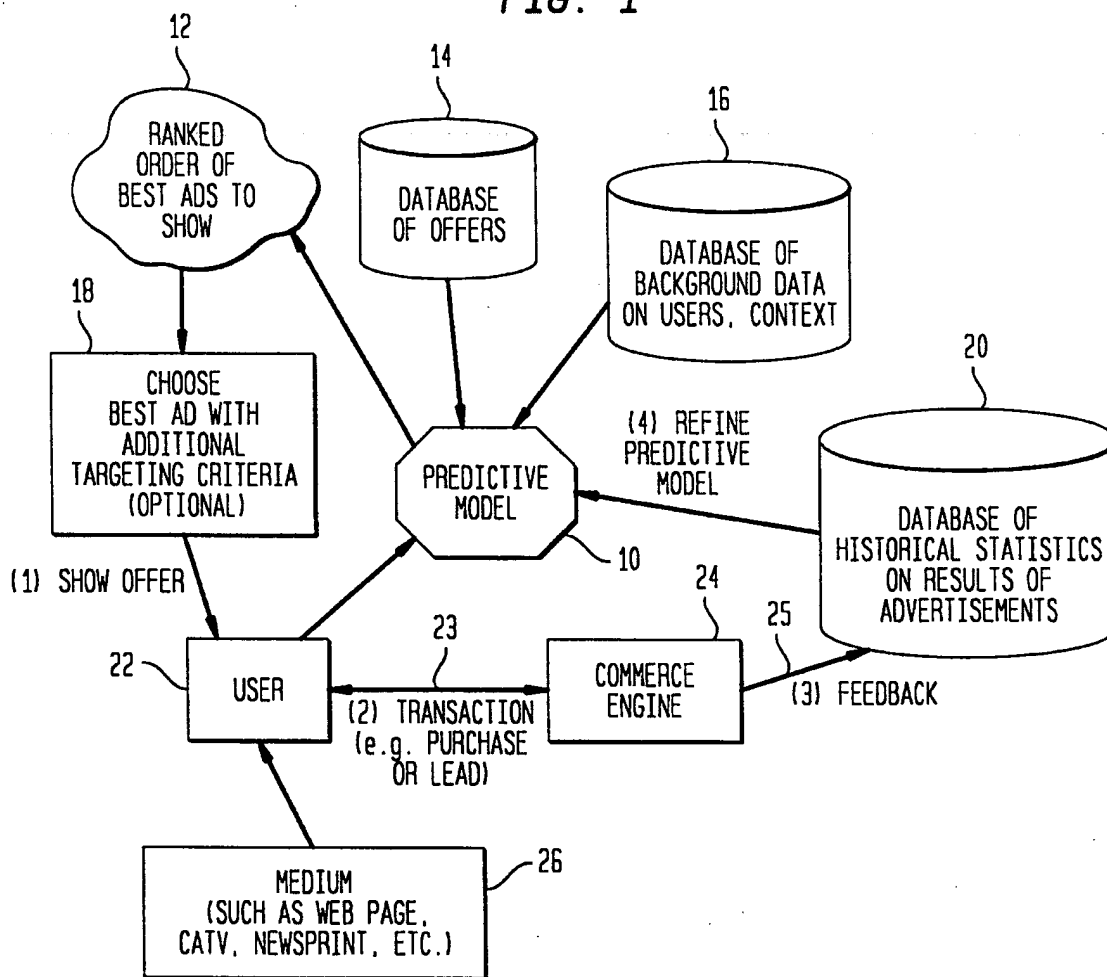 FIG. 1
12
RANKED
ORDER OF
BEST ADS TO
SHOW
14
DATABASE
OF OFFERS
16
DATABASE OF
BACKGROUND DATA
ON USERS, CONTEXT
18
CHOOSE
BEST AD WITH
ADDITIONAL
TARGETING CRITERIA
(OPTIONAL)
PREDICTIVE
MODEL
10
(4) REFINE
PREDICTIVE
MODEL
20
DATABASE OF
HISTORICAL STATISTICS
ON RESULTS OF
ADVERTISEMENTS
(1) SHOW OFFER
22
USER
23
(2) TRANSACTION
(e.g. PURCHASE
OR LEAD)
24
COMMERCE
ENGINE
25
(3) FEEDBACK
MEDIUM
(SUCH AS WEB PAGE,
CATV, NEWSPRINT, ETC.)
26